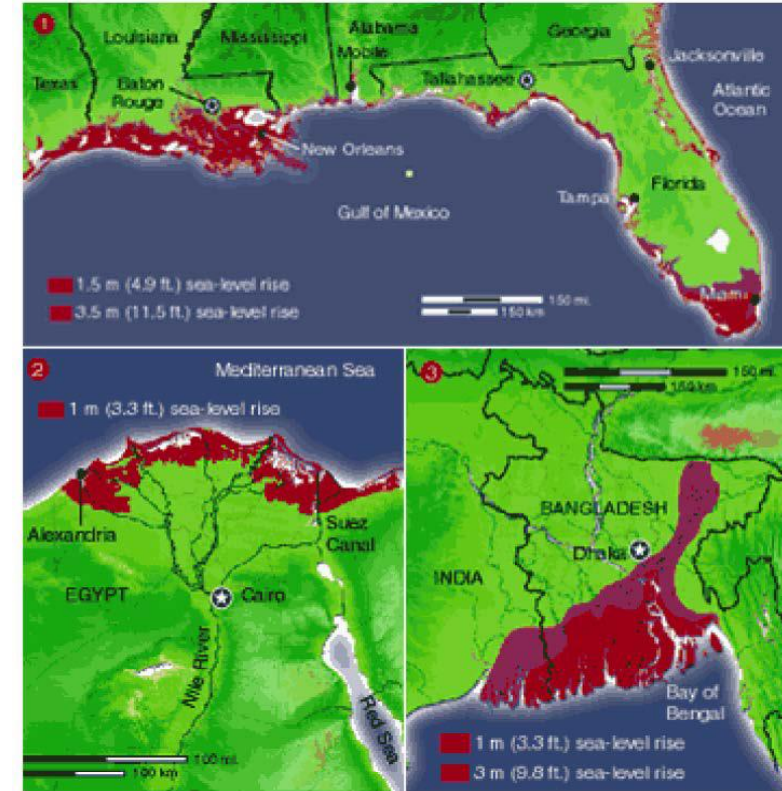 1
Louisiana
Mississippi
Alabama
Georgia
Texas
Baton
Rouge
Mobile
Tallahassee
Jacksonville
Atlantic
Ocean
New Orleans
Gulf of Mexico
Tampa
Florida
Miami
1.5 m (4.9 ft.) sea-level rise
3.5 m (11.5 ft.) sea-level rise
150 mi.
150 km
2
Mediterranean Sea
1 m (3.3 ft.) sea-level rise
Alexandria
Suez
Canal
EGYPT
Cairo
Nile River
Red Sea
100 mi.
100 km
3
150 mi.
150 km
BANGLADESH
Dhaka
INDIA
Bay of
Bengal
1 m (3.3 ft.) sea-level rise
3 m (9.8 ft.) sea-level rise